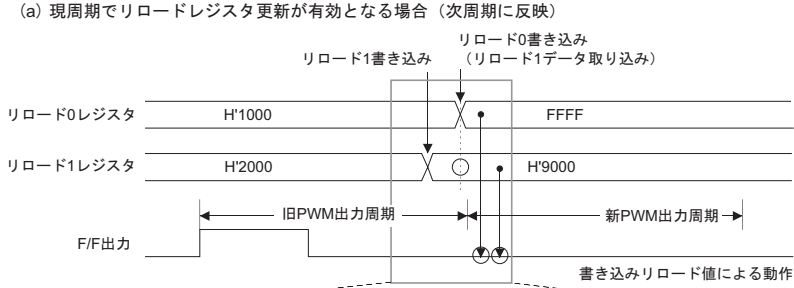 (a) 現周期でリロードレジスタ更新が有効となる場合（次周期に反映）
リロード0書き込み
リロード1書き込み
（リロード1データ取り込み）
リロード0レジスタ
H'1000
FFFF
リロード1レジスタ
H'2000
H'9000
旧PWM出力周期
新PWM出力周期
F/F出力
書き込みリロード値による動作